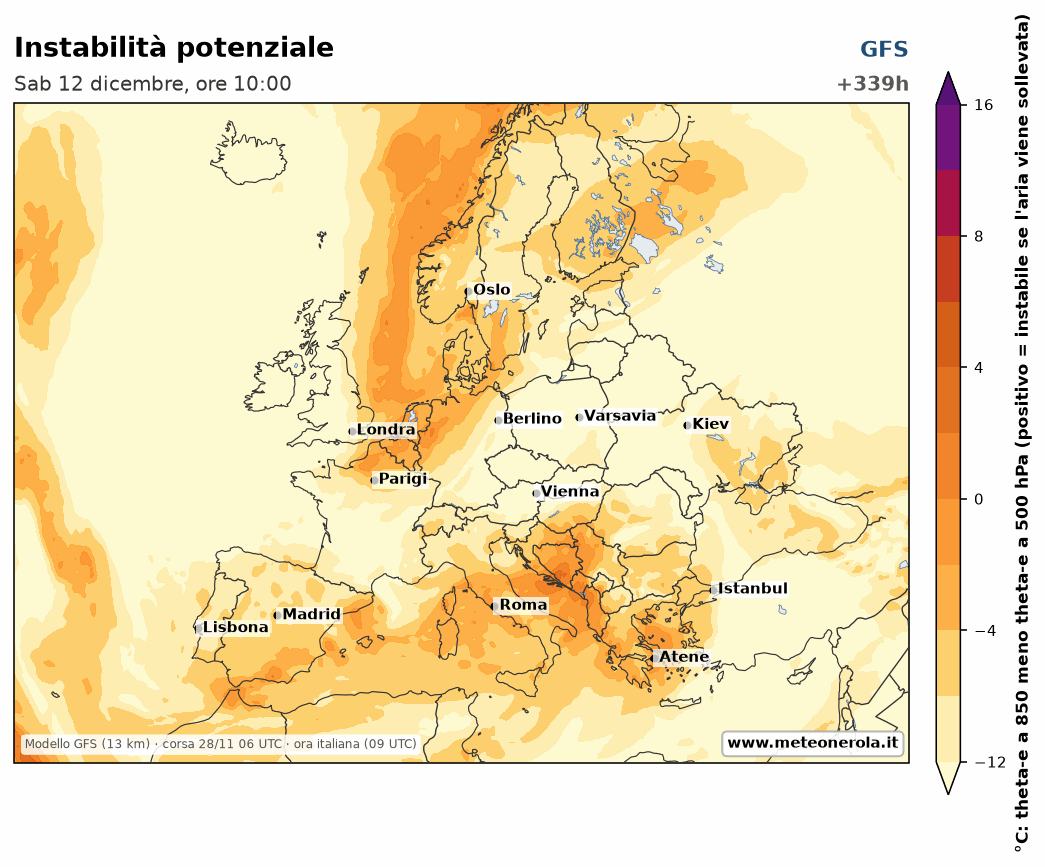 Instabilità potenziale
GFS
Sab 12 dicembre, ore 10:00
+339h
Oslo
Londra
Berlino
Varsavia
Kiev
Parigi
Vienna
Istanbul
Roma
Madrid
Lisbona
Atene
Modello GFS (13 km) · corsa 28/11 06 UTC · ora italiana (09 UTC)
www.meteonerola.it
16
8
4
0
−4
−12
°C: theta-e a 850 meno theta-e a 500 hPa (positivo = instabile se l'aria viene sollevata)